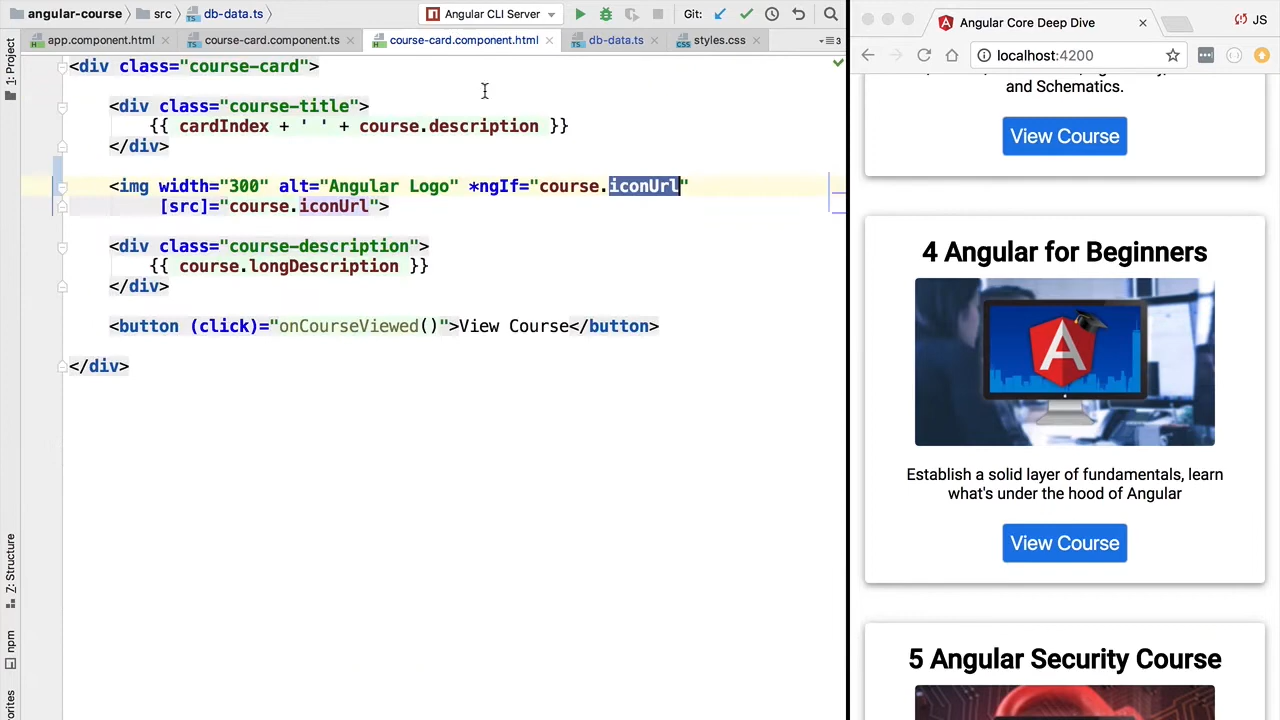 angular-course
src
db-data.ts
Angular CLI Server
Git:
app.component.html
course-card.component.ts
course-card.component.html
db-data.ts
styles.css
3
1: Project
Z: Structure
npm
<div class="course-card">
<div class="course-title">
{{ cardIndex + ' ' + course.description }}
</div>
<img width="300" alt="Angular Logo" *ngIf="course.iconUrl"
[src]="course.iconUrl">
<div class="course-description">
{{ course.longDescription }}
</div>
<button (click)="onCourseViewed()">View Course</button>
</div>
Angular Core Deep Dive
JS
localhost:4200
and Schematics.
View Course
4 Angular for Beginners
A
Establish a solid layer of fundamentals, learn
what's under the hood of Angular
View Course
5 Angular Security Course